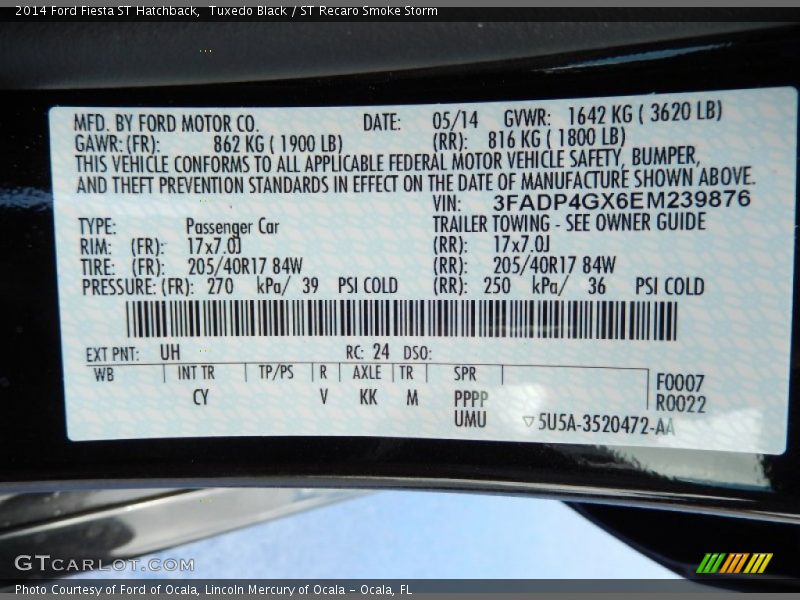 2014 Ford Fiesta ST Hatchback,  Tuxedo Black / ST Recaro Smoke Storm
MFD. BY FORD MOTOR CO. DATE: 05/14 GVWR: 1642 KG ( 3620 LB)
GAWR: (FR): 862 KG ( 1900 LB) (RR): 816 KG ( 1800 LB)
THIS VEHICLE CONFORMS TO ALL APPLICABLE FEDERAL MOTOR VEHICLE SAFETY, BUMPER,
AND THEFT PREVENTION STANDARDS IN EFFECT ON THE DATE OF MANUFACTURE SHOWN ABOVE.
VIN: 3FADP4GX6EM239876
TYPE: Passenger Car TRAILER TOWING - SEE OWNER GUIDE
RIM: (FR): 17x7.0J (RR): 17x7.0J
TIRE: (FR): 205/40R17 84W (RR): 205/40R17 84W
PRESSURE: (FR): 270 kPa/ 39 PSI COLD (RR): 250 kPa/ 36 PSI COLD
EXT PNT: UH RC: 24 DSO:
WB INT TR TP/PS R AXLE TR SPR F0007
CY V KK M PPPP R0022
UMU ▽5U5A-3520472-AA
GTCARLOT.COM
Photo Courtesy of Ford of Ocala, Lincoln Mercury of Ocala - Ocala, FL